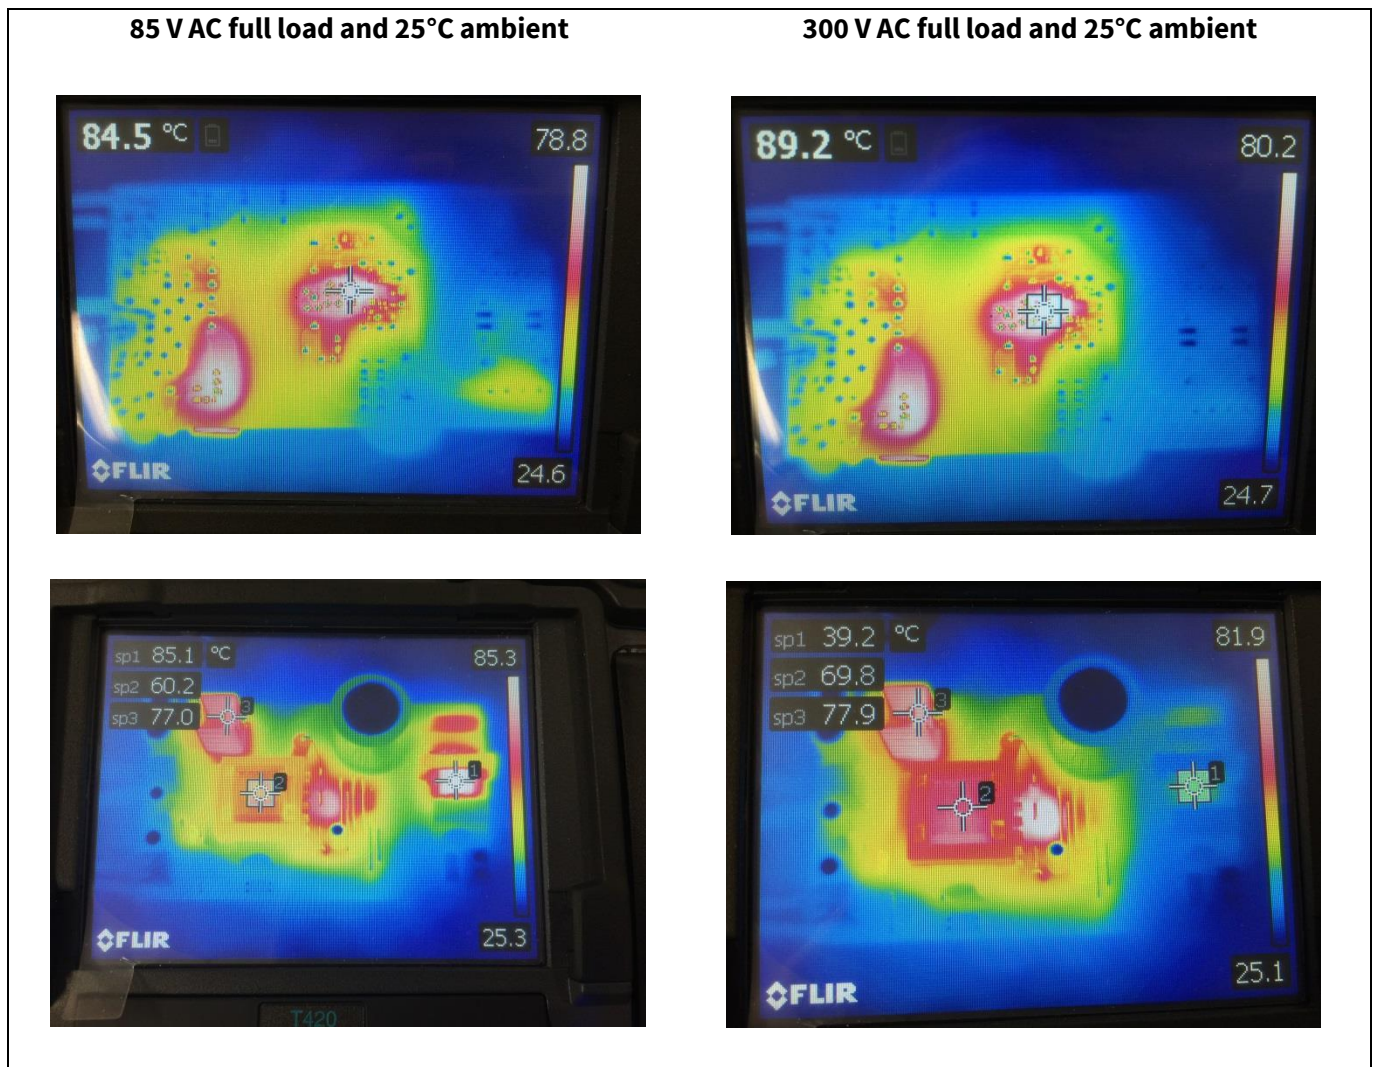 85 V AC full load and 25°C ambient
300 V AC full load and 25°C ambient
84.5 °C
78.8
24.6
FLIR
89.2 °C
80.2
24.7
FLIR
sp1 85.1 °C
sp2 60.2
sp3 77.0
85.3
3
2
1
25.3
FLIR
T420
sp1 39.2 °C
sp2 69.8
sp3 77.9
81.9
3
2
1
25.1
FLIR